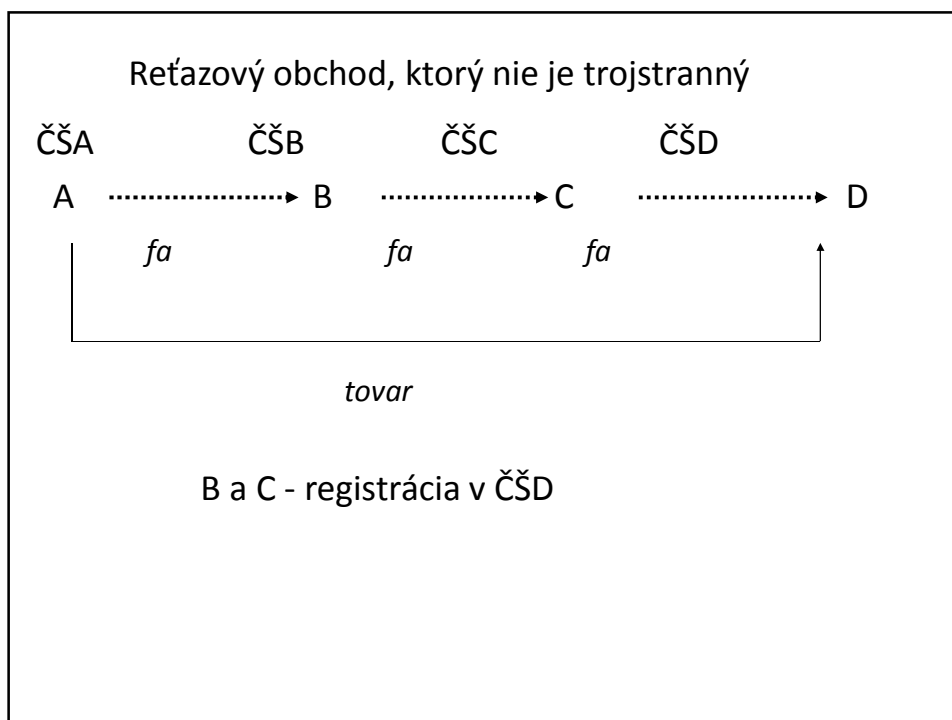 Reťazový obchod, ktorý nie je trojstranný
ČŠA ČŠB ČŠC ČŠD
A B C D
fa fa fa
tovar
B a C - registrácia v ČŠD